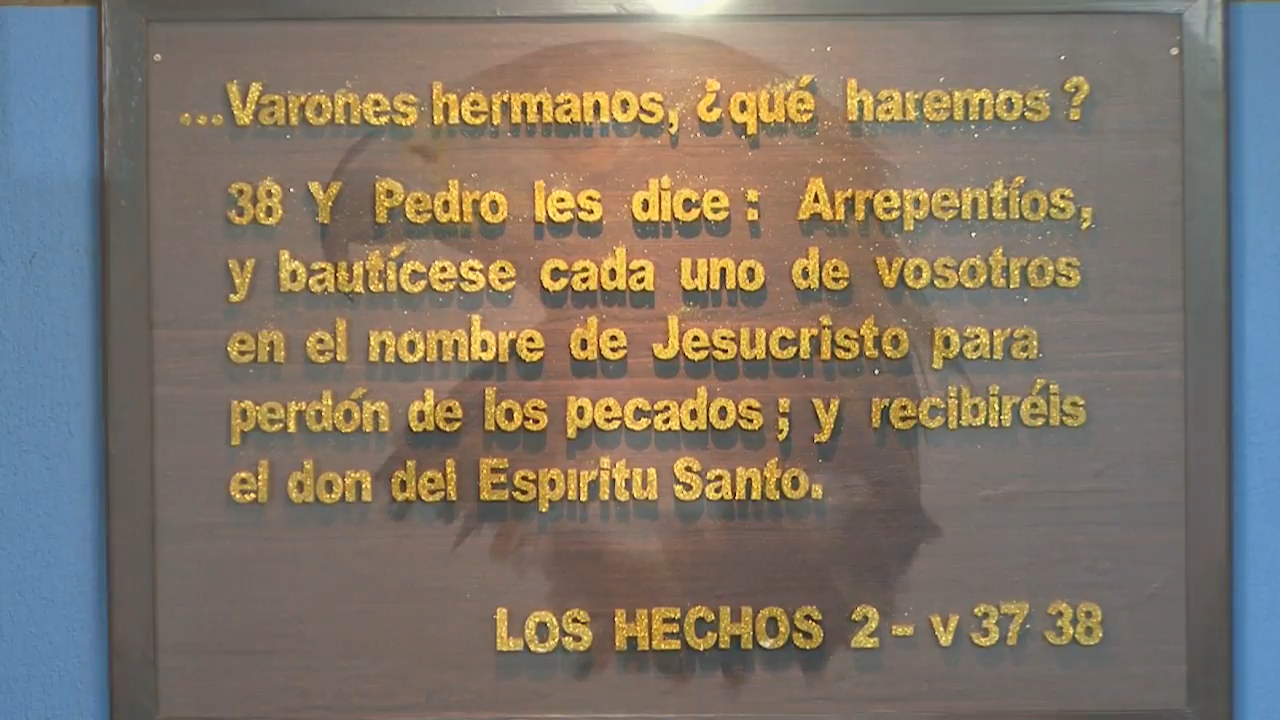 ...Varones hermanos, ¿qué haremos?
38 Y Pedro les dice: Arrepentíos,
y bautícese cada uno de vosotros
en el nombre de Jesucristo para
perdón de los pecados; y recibiréis
el don del Espiritu Santo.
LOS HECHOS 2 - v 37 38